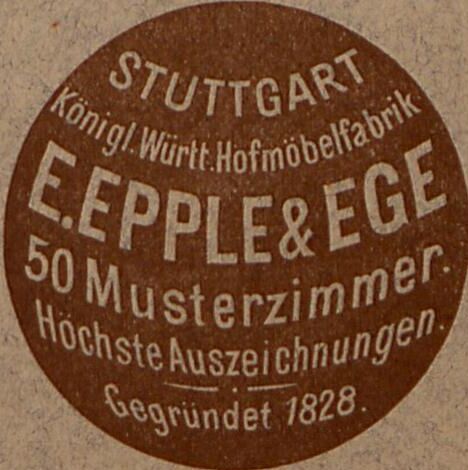 STUTTGART
Königl. Württ. Hofmöbelfabrik
E. EPPLE & EGE
50 Musterzimmer.
Höchste Auszeichnungen.
Gegründet 1828.